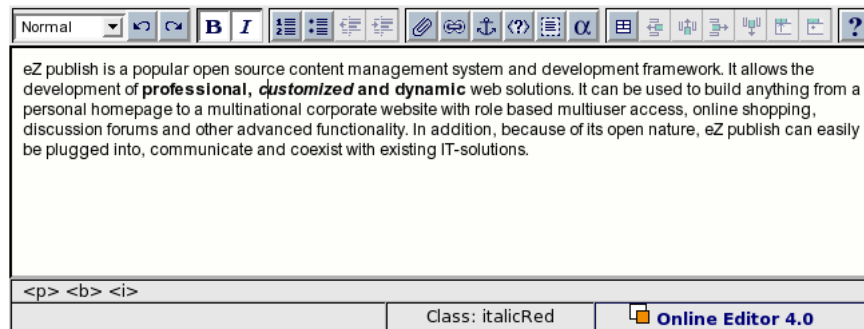 Normal B I <?> α ?
eZ publish is a popular open source content management system and development framework. It allows the
development of professional, customized and dynamic web solutions. It can be used to build anything from a
personal homepage to a multinational corporate website with role based multiuser access, online shopping,
discussion forums and other advanced functionality. In addition, because of its open nature, eZ publish can easily
be plugged into, communicate and coexist with existing IT-solutions.
<p> <b> <i>
Class: italicRed Online Editor 4.0